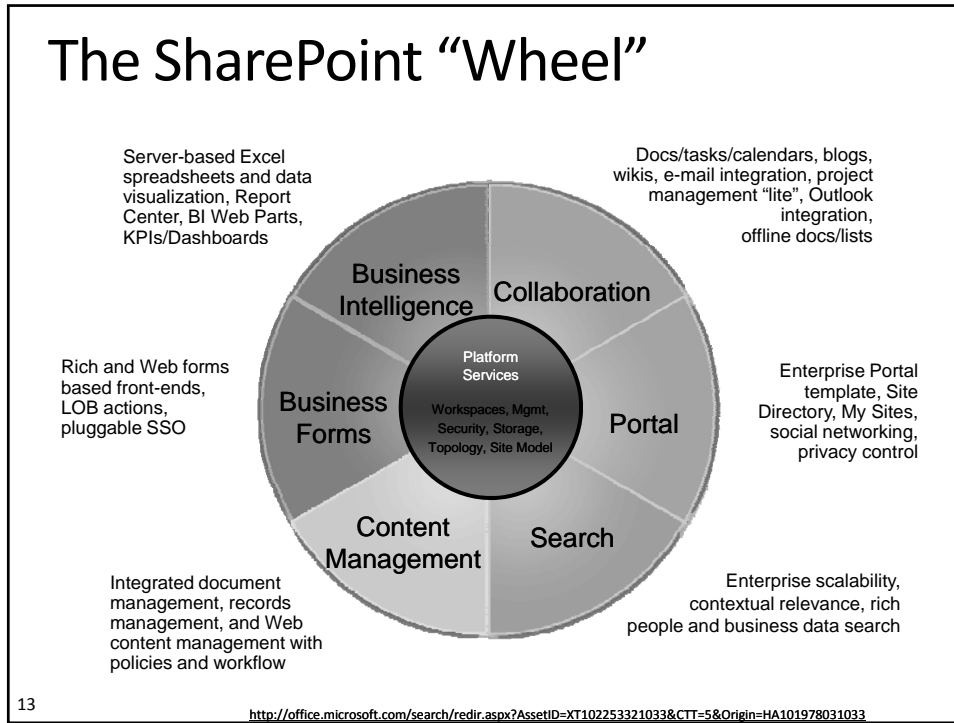 The SharePoint “Wheel”
Server-based Excel
spreadsheets and data
visualization, Report
Center, BI Web Parts,
KPIs/Dashboards
Docs/tasks/calendars, blogs,
wikis, e-mail integration, project
management “lite”, Outlook
integration,
offline docs/lists
Business
Intelligence
Collaboration
Rich and Web forms
based front-ends,
LOB actions,
pluggable SSO
Business
Forms
Platform
Services
Workspaces, Mgmt,
Security, Storage,
Topology, Site Model
Portal
Enterprise Portal
template, Site
Directory, My Sites,
social networking,
privacy control
Content
Management
Search
Integrated document
management, records
management, and Web
content management with
policies and workflow
Enterprise scalability,
contextual relevance, rich
people and business data search
13
http://office.microsoft.com/search/redir.aspx?AssetID=XT102253321033&CTT=5&Origin=HA101978031033